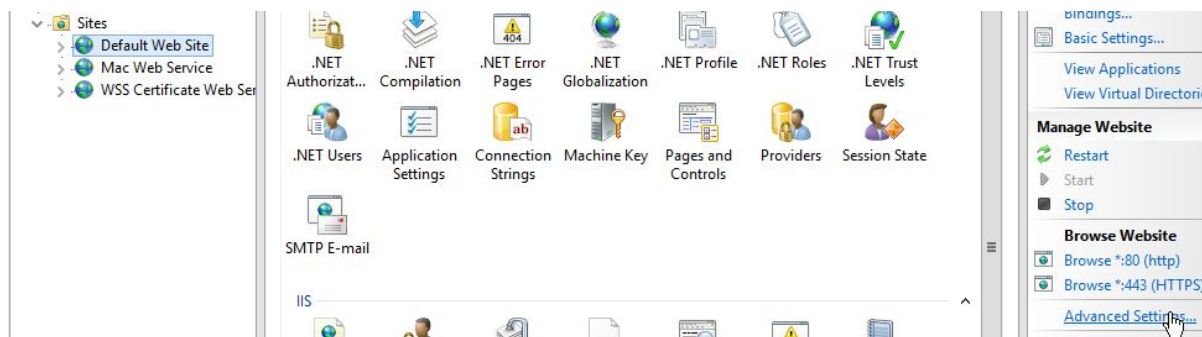 Sites
Default Web Site
Mac Web Service
WSS Certificate Web Ser
404
.NET
Authorizat...
.NET
Compilation
.NET Error
Pages
.NET
Globalization
.NET Profile
.NET Roles
.NET Trust
Levels
ab
.NET Users
Application
Settings
Connection
Strings
Machine Key
Pages and
Controls
Providers
Session State
SMTP E-mail
IIS
Bindings...
Basic Settings...
View Applications
View Virtual Directori
Manage Website
Restart
Start
Stop
Browse Website
Browse *:80 (http)
Browse *:443 (HTTPS)
Advanced Settings...